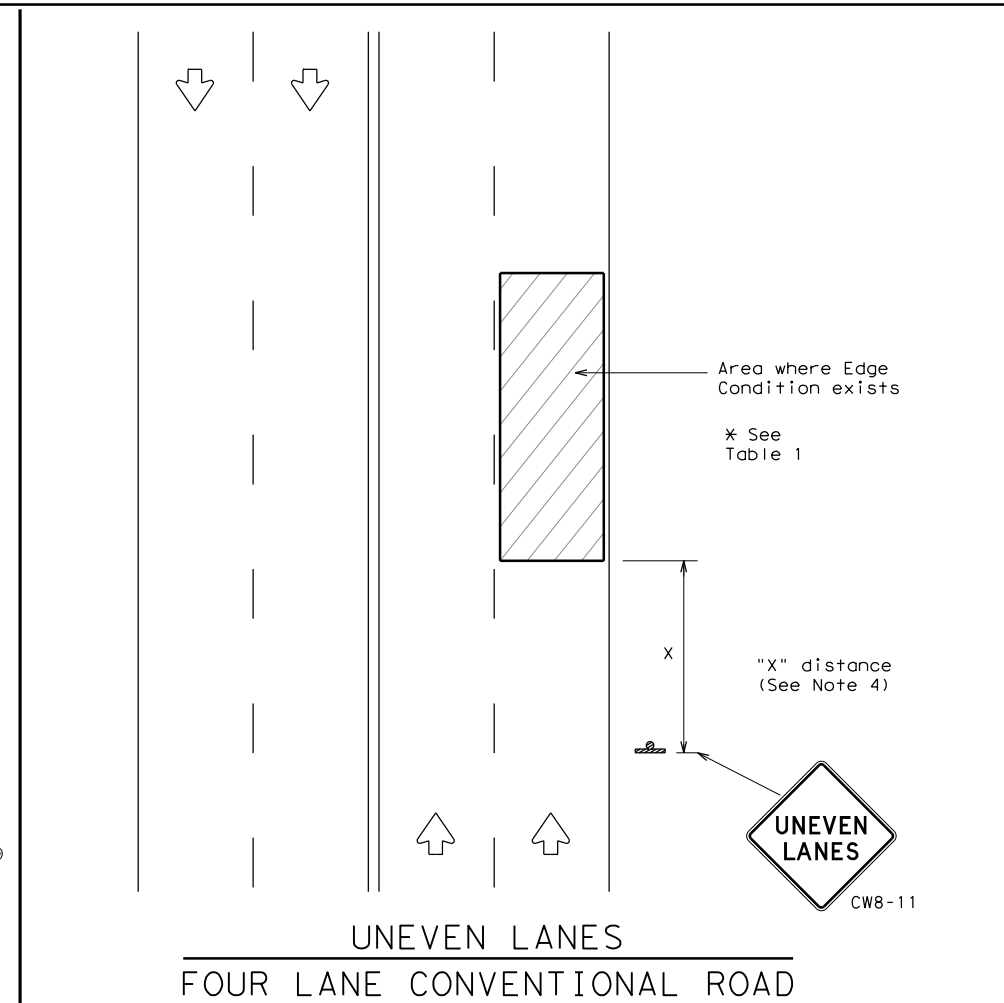 Area where Edge
Condition exists
* See
Table 1
X
"X" distance
(See Note 4)
UNEVEN
LANES
CW8-11
UNEVEN LANES
FOUR LANE CONVENTIONAL ROAD